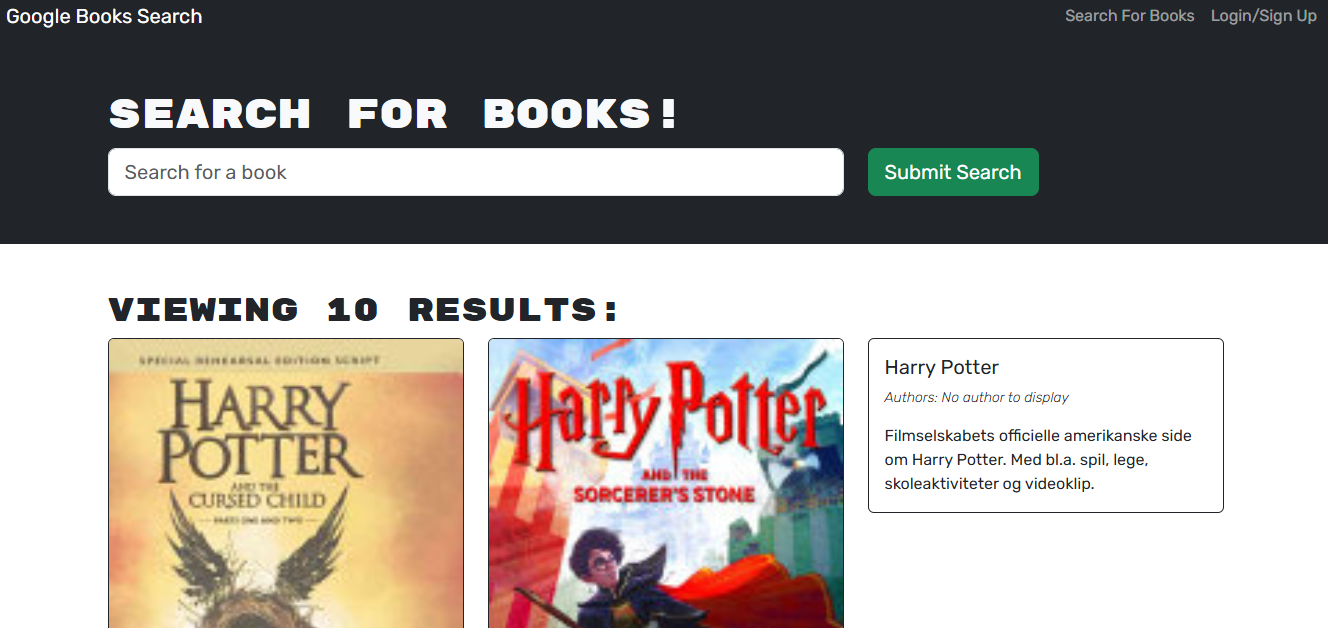 Google Books Search
Search For Books
Login/Sign Up
SEARCH FOR BOOKS!
Search for a book
Submit Search
VIEWING 10 RESULTS:
SPECIAL REHEARSAL EDITION SCRIPT
HARRY
POTTER
AND THE
CURSED CHILD
PARTS ONE AND TWO
Harry Potter
AND THE
SORCERER'S STONE
Harry Potter
Authors: No author to display
Filmselskabets officielle amerikanske side
om Harry Potter. Med bl.a. spil, lege,
skoleaktiviteter og videoklip.